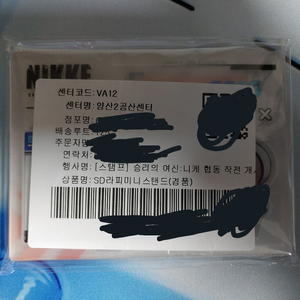 NIKKE
센터코드: VA12
센터명: 양산2공산센터
점포명:
배송루트
주문자명
연락처
행사명: [스탬프] 승리의 여신:니케 협동 작전 개
상품명: SD라피미니스탠드(경품)